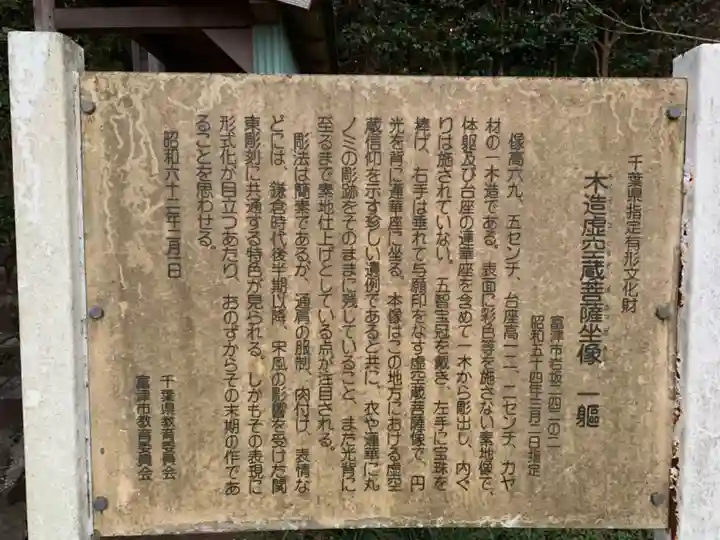 千葉県指定有形文化財
木造虚空蔵菩薩坐像 一軀
富津市岩坂二四二の二
昭和五十四年三月二日指定
像高六九、五センチ、台座高一二、二センチ、カヤ
材の一木造である。表面に彩色等を施さない素地像で、
体軀及び台座の蓮華座を含めて一木から彫出し、内ぐ
りは施されていない。五智宝冠を戴き、左手に宝珠を
捧げ、右手は垂れて与願印をなす虚空蔵菩薩像で、円
光を背に蓮華座に坐る。本像はこの地方における虚空
蔵信仰を示す珍しい遺例であると共に、衣や蓮華に丸
ノミの彫跡をそのままに残していること、また光背に
至るまで素地仕上げとしている点が注目される。
彫法は簡素であるが、通肩の服制、肉付け、表情な
どには、鎌倉時代後半期以降、宋風の影響を受けた関
東彫刻に共通する特色が見られる。しかもその表現に
形式化が目立つあたり、おのずからその末期の作であ
ることを思わせる。
昭和六十三年二月一日
千葉県教育委員会
富津市教育委員会